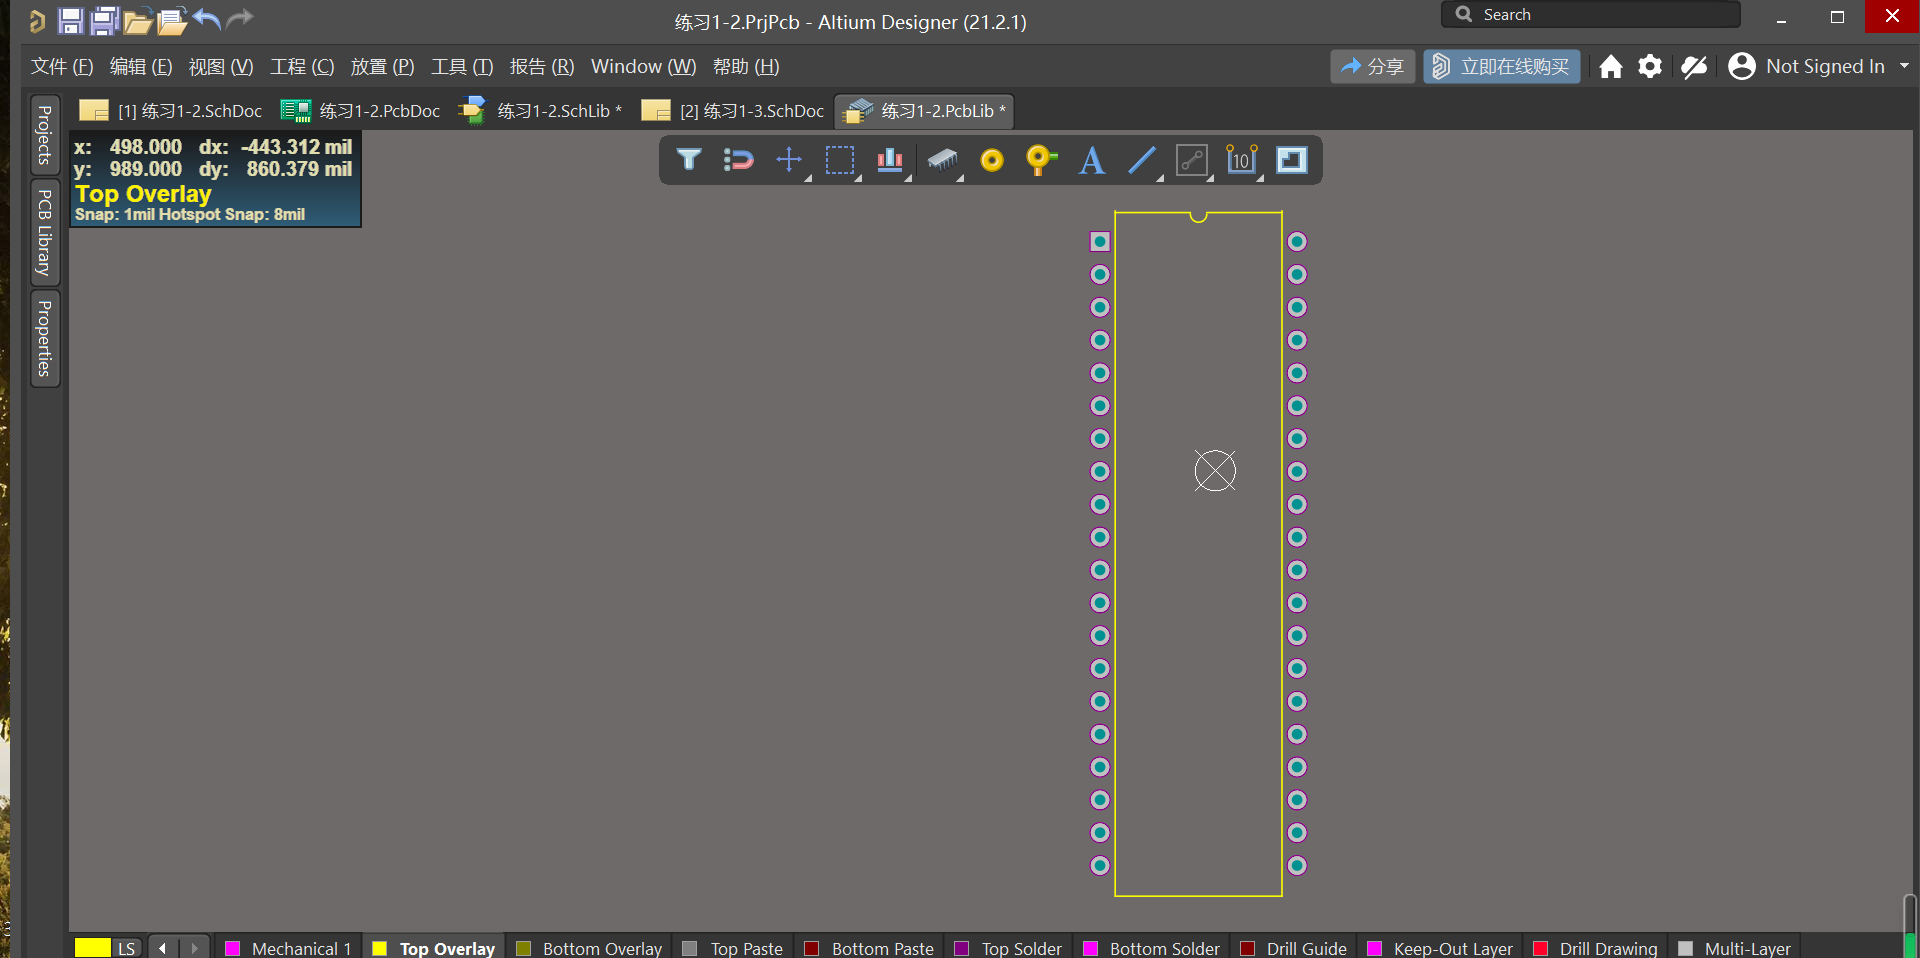 练习1-2.PrjPcb - Altium Designer (21.2.1)
Search
文件 (F) 编辑 (E) 视图 (V) 工程 (C) 放置 (P) 工具 (T) 报告 (R) Window (W) 帮助 (H)
分享
立即在线购买
Not Signed In
[1] 练习1-2.SchDoc
练习1-2.PcbDoc
练习1-2.SchLib *
[2] 练习1-3.SchDoc
练习1-2.PcbLib *
Projects
PCB Library
Properties
x: 498.000 dx: -443.312 mil
y: 989.000 dy: 860.379 mil
Top Overlay
Snap: 1mil Hotspot Snap: 8mil
A
10
LS
Mechanical 1
Top Overlay
Bottom Overlay
Top Paste
Bottom Paste
Top Solder
Bottom Solder
Drill Guide
Keep-Out Layer
Drill Drawing
Multi-Layer